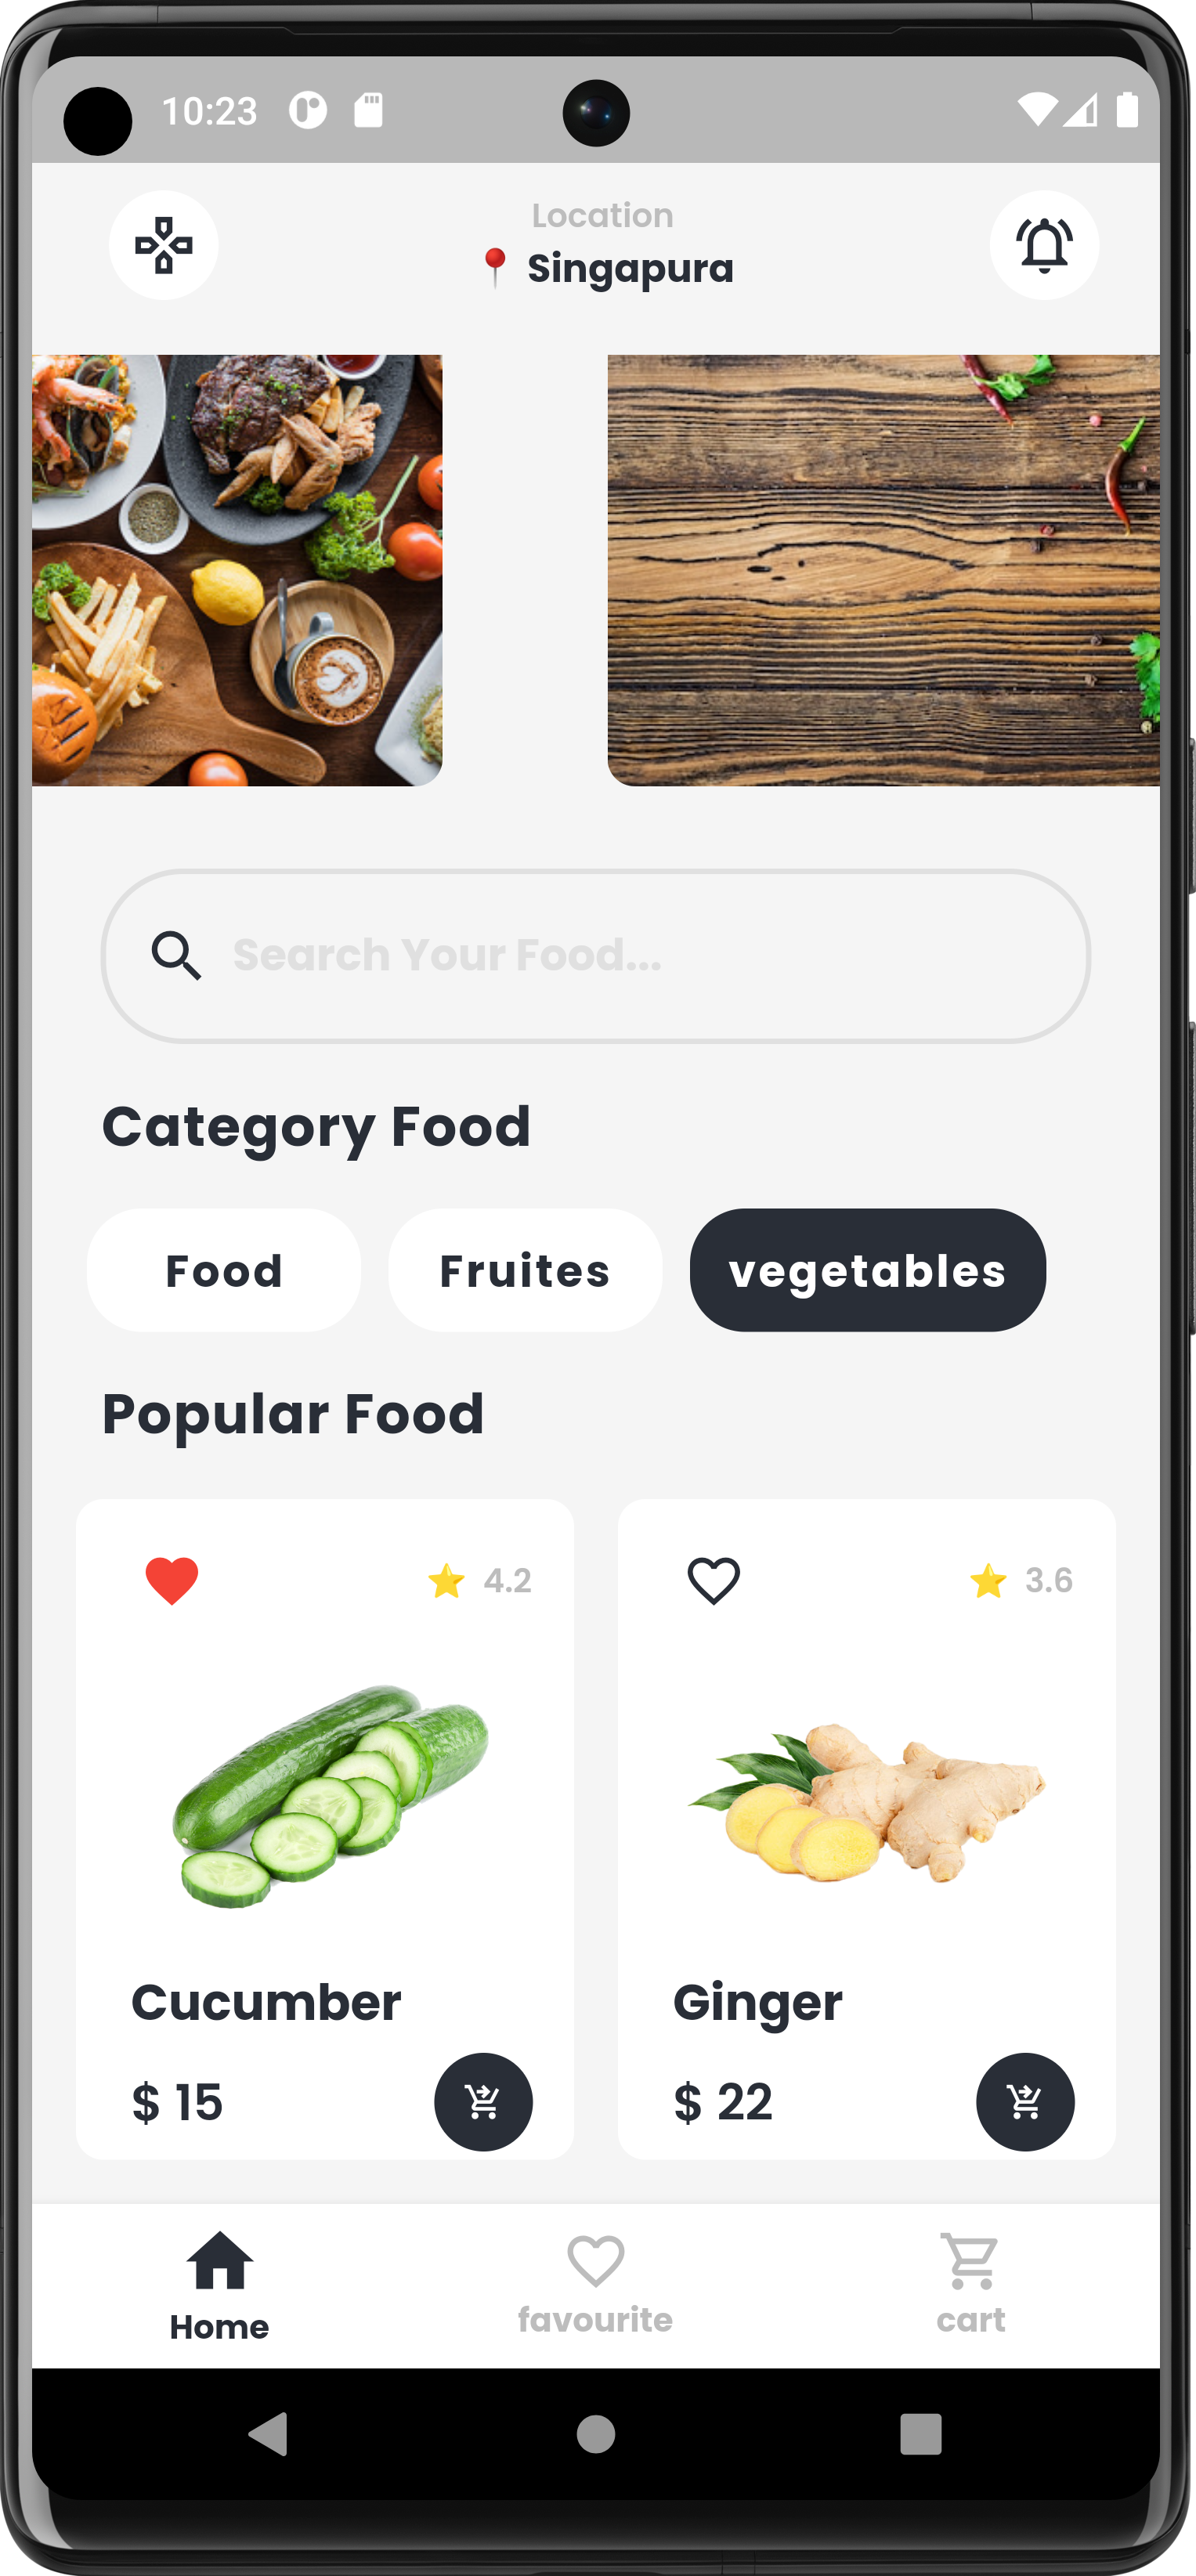 10:23
Location
📍 Singapura
Search Your Food...
Category Food
Food Fruites vegetables
Popular Food
⭐ 4.2 ⭐ 3.6
Cucumber Ginger
$ 15 $ 22
Home favourite cart